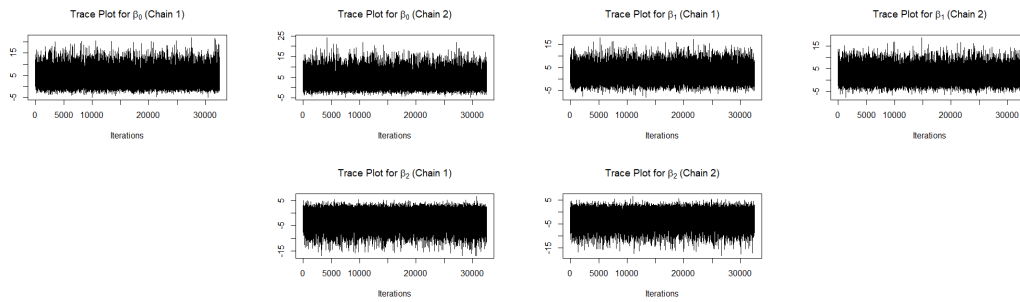 Trace Plot for β₀ (Chain 1)
Trace Plot for β₀ (Chain 2)
Trace Plot for β₁ (Chain 1)
Trace Plot for β₁ (Chain 2)
15
5
-5
25
15
5
-5
15
5
-5
15
5
-5
0 5000 10000 20000 30000
0 5000 10000 20000 30000
0 5000 10000 20000 30000
0 5000 10000 20000 30000
Iterations
Iterations
Iterations
Iterations
Trace Plot for β₂ (Chain 1)
Trace Plot for β₂ (Chain 2)
5
-5
-15
5
-5
-15
0 5000 10000 20000 30000
0 5000 10000 20000 30000
Iterations
Iterations